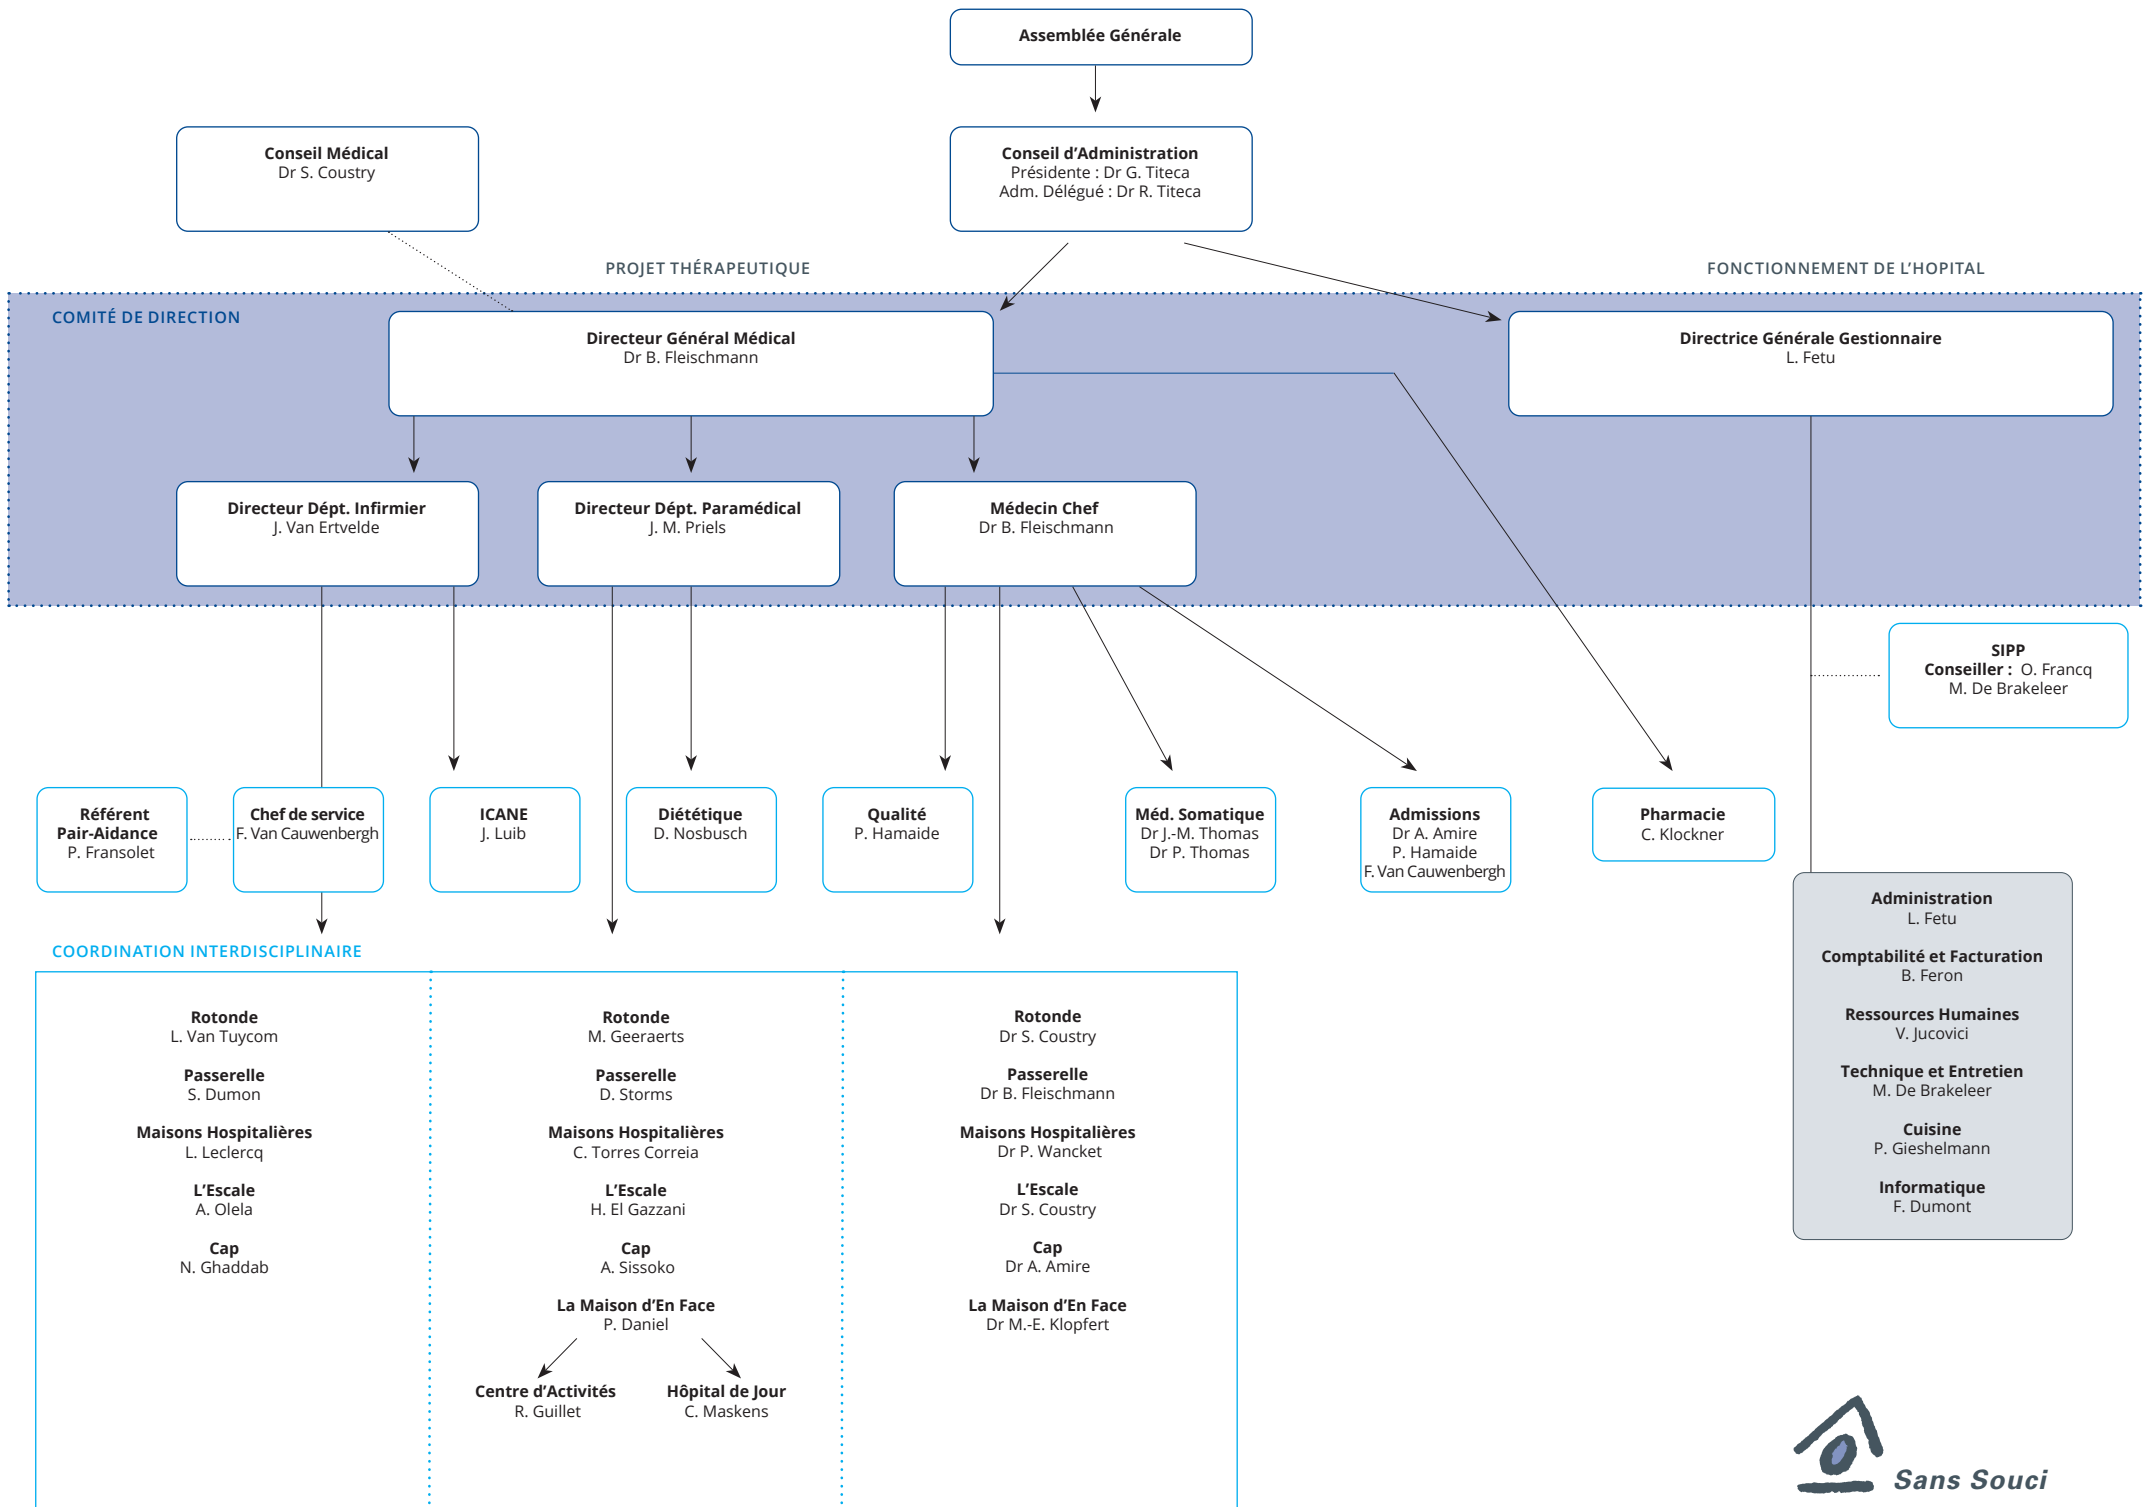 Assemblée Générale
Conseil Médical
Dr S. Coustry
Conseil d'Administration
Présidente : Dr G. Titeca
Adm. Délégué : Dr R. Titeca
PROJET THÉRAPEUTIQUE
FONCTIONNEMENT DE L'HOPITAL
COMITÉ DE DIRECTION
Directeur Général Médical
Dr B. Fleischmann
Directrice Générale Gestionnaire
L. Fetu
Directeur Dépt. Infirmier
J. Van Ertvelde
Directeur Dépt. Paramédical
J. M. Priels
Médecin Chef
Dr B. Fleischmann
SIPP
Conseiller : O. Francq
M. De Brakeleer
Référent
Pair-Aidance
P. Fransolet
Chef de service
F. Van Cauwenbergh
ICANE
J. Luib
Diététique
D. Nosbusch
Qualité
P. Hamaide
Méd. Somatique
Dr J.-M. Thomas
Dr P. Thomas
Admissions
Dr A. Amire
P. Hamaide
F. Van Cauwenbergh
Pharmacie
C. Klockner
Administration
L. Fetu
Comptabilité et Facturation
B. Feron
Ressources Humaines
V. Jucovici
Technique et Entretien
M. De Brakeleer
Cuisine
P. Gieshelmann
Informatique
F. Dumont
COORDINATION INTERDISCIPLINAIRE
Rotonde
L. Van Tuycom
Passerelle
S. Dumon
Maisons Hospitalières
L. Leclercq
L'Escale
A. Olela
Cap
N. Ghaddab
Rotonde
M. Geeraerts
Passerelle
D. Storms
Maisons Hospitalières
C. Torres Correia
L'Escale
H. El Gazzani
Cap
A. Sissoko
La Maison d'En Face
P. Daniel
Centre d'Activités
R. Guillet
Hôpital de Jour
C. Maskens
Rotonde
Dr S. Coustry
Passerelle
Dr B. Fleischmann
Maisons Hospitalières
Dr P. Wancket
L'Escale
Dr S. Coustry
Cap
Dr A. Amire
La Maison d'En Face
Dr M.-E. Klopfert
Sans Souci